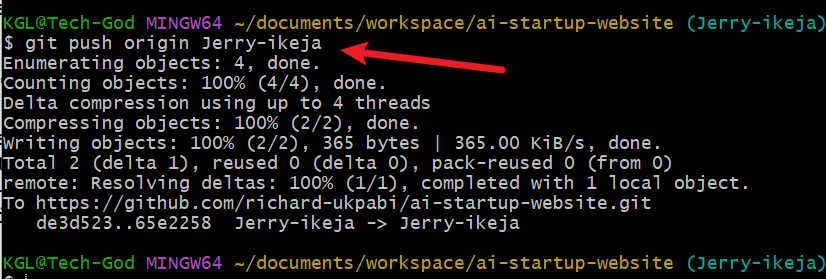 KGL@Tech-God MINGW64 ~/documents/workspace/ai-startup-website (Jerry-ikeja)
$ git push origin Jerry-ikeja
Enumerating objects: 4, done.
Counting objects: 100% (4/4), done.
Delta compression using up to 4 threads
Compressing objects: 100% (2/2), done.
Writing objects: 100% (2/2), 365 bytes | 365.00 KiB/s, done.
Total 2 (delta 1), reused 0 (delta 0), pack-reused 0 (from 0)
remote: Resolving deltas: 100% (1/1), completed with 1 local object.
To https://github.com/richard-ukpabi/ai-startup-website.git
   de3d523..65e2258  Jerry-ikeja -> Jerry-ikeja
KGL@Tech-God MINGW64 ~/documents/workspace/ai-startup-website (Jerry-ikeja)
$